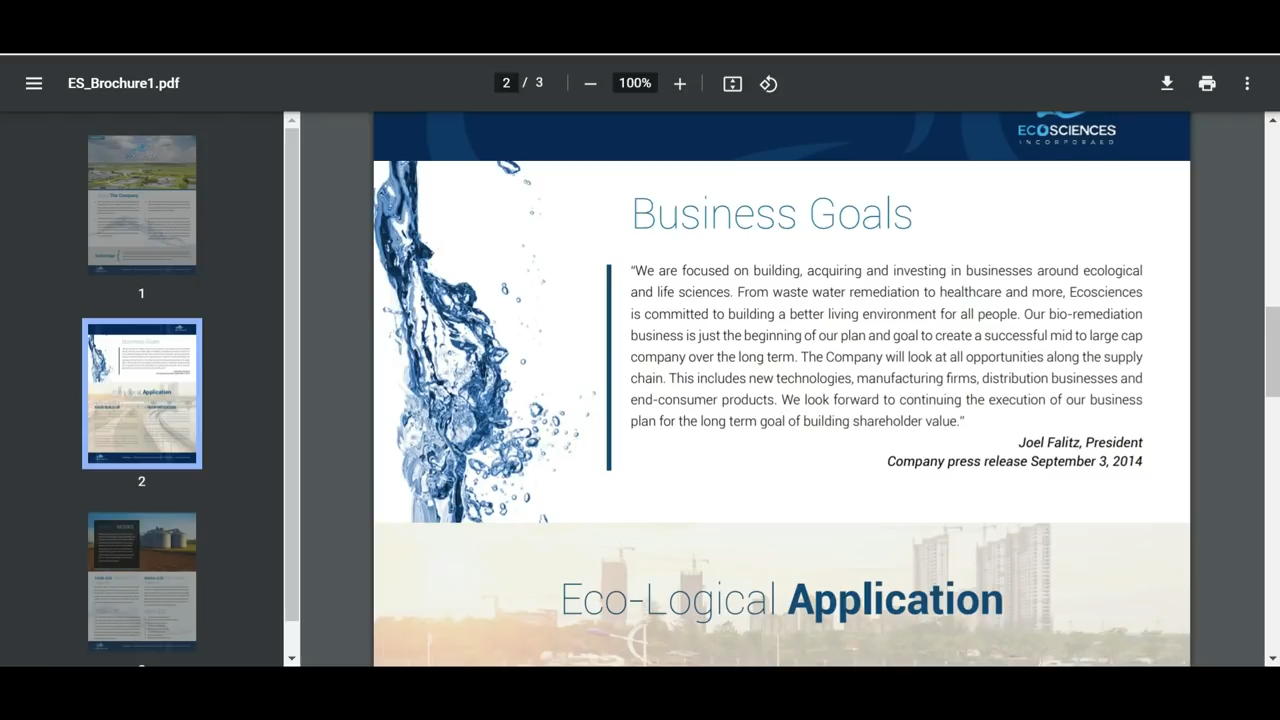 ES_Brochure1.pdf
2 / 3
100%
1
2
ECOSCIENCES
INCORPORAED
Business Goals
“We are focused on building, acquiring and investing in businesses around ecological
and life sciences. From waste water remediation to healthcare and more, Ecosciences
is committed to building a better living environment for all people. Our bio-remediation
business is just the beginning of our plan and goal to create a successful mid to large cap
company over the long term. The Company will look at all opportunities along the supply
chain. This includes new technologies, manufacturing firms, distribution businesses and
end-consumer products. We look forward to continuing the execution of our business
plan for the long term goal of building shareholder value.”
Joel Falitz, President
Company press release September 3, 2014
Eco-Logical Application